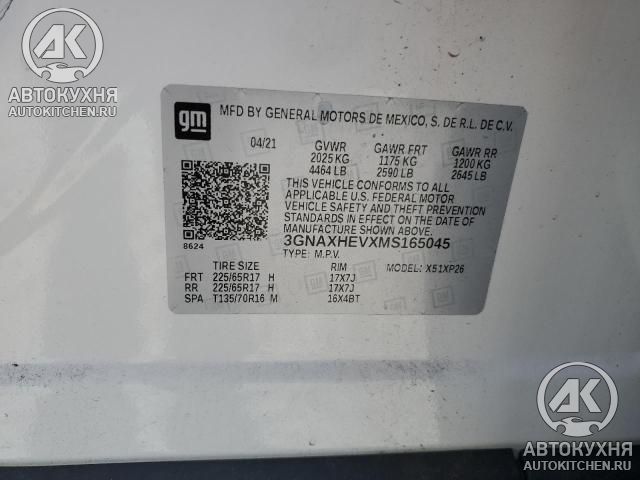 AK
АВТОКУХНЯ
AUTOKITCHEN.RU
gm
MFD BY GENERAL MOTORS DE MEXICO, S. DE R.L. DE C.V.
04/21 GVWR GAWR FRT GAWR RR
2025 KG 1175 KG 1200 KG
4464 LB 2590 LB 2645 LB
THIS VEHICLE CONFORMS TO ALL
APPLICABLE U.S. FEDERAL MOTOR
VEHICLE SAFETY STANDARDS
IN EFFECT ON THE DATE OF
MANUFACTURE SHOWN ABOVE.
8624
3GNAXHEVXMS165045
TYPE: M.P.V.
TIRE SIZE RIM MODEL: X51XP26
FRT 225/65R17 H 17X7J
RR 225/65R17 H 17X7J
SPA T135/70R16 M 16X4BT
AK
АВТОКУХНЯ
AUTOKITCHEN.RU